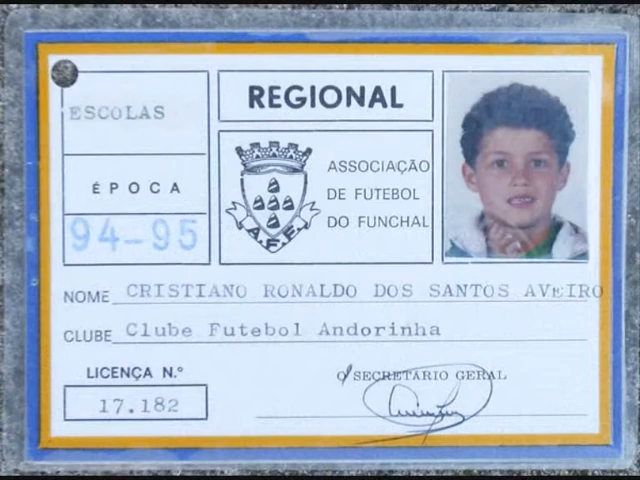 ESCOLAS
ÉPOCA
94-95
REGIONAL
A.F.F.
ASSOCIAÇÃO
DE FUTEBOL
DO FUNCHAL
NOME CRISTIANO RONALDO DOS SANTOS AVEIRO
CLUBE Clube Futebol Andorinha
LICENÇA N.º
17.182
O SECRETÁRIO GERAL